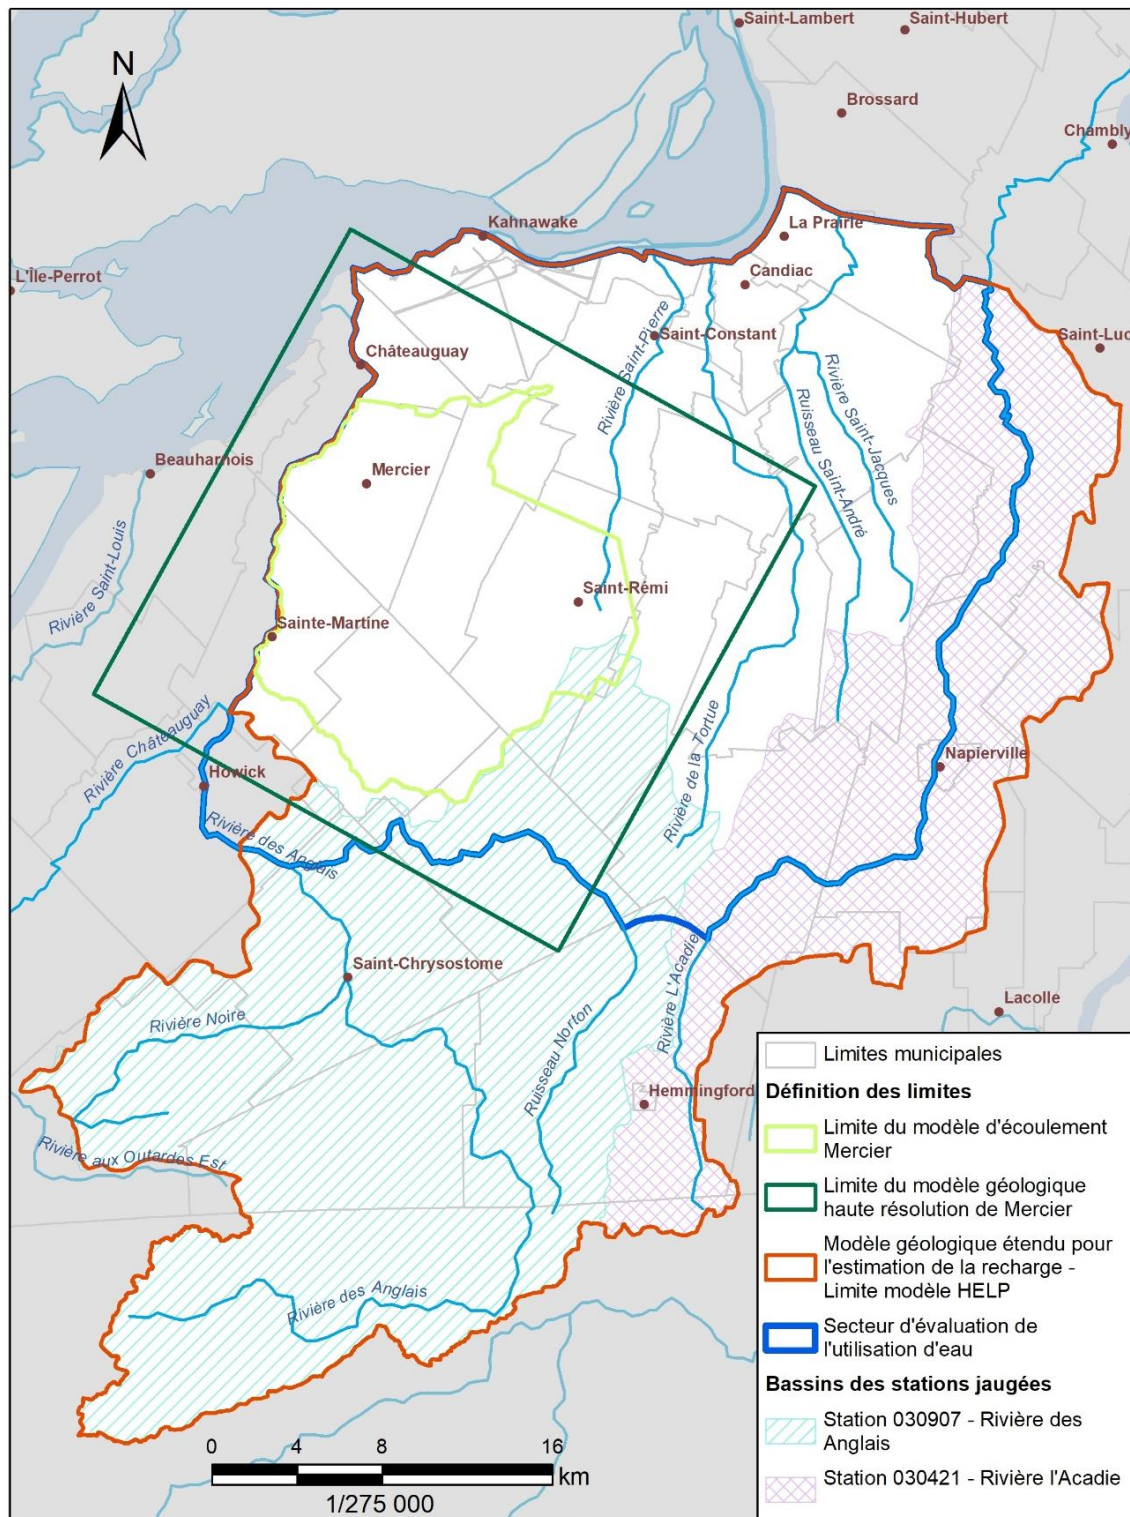 Saint-Lambert
Saint-Hubert
Brossard
Chambly
N
Kahnawake
La Prairie
L'Île-Perrot
Candiac
Saint-Constant
Saint-Luc
Châteauguay
Rivière Saint-Pierre
Rivière Saint-Jacques
Ruisseau Saint-André
Beauharnois
Mercier
Rivière Saint-Louis
Saint-Rémi
Sainte-Martine
Rivière Châteauguay
Rivière de la Tortue
Napierville
Howick
Rivière des Anglais
Saint-Chrysostome
Rivière L'Acadie
Rivière Noire
Ruisseau Norton
Lacolle
Hemmingford
Rivière aux Outardes Est
Rivière des Anglais
Limites municipales
Définition des limites
Limite du modèle d'écoulement
Mercier
Limite du modèle géologique
haute résolution de Mercier
Modèle géologique étendu pour
l'estimation de la recharge -
Limite modèle HELP
Secteur d'évaluation de
l'utilisation d'eau
Bassins des stations jaugées
Station 030907 - Rivière des
Anglais
Station 030421 - Rivière l'Acadie
0 4 8 16
km
1/275 000